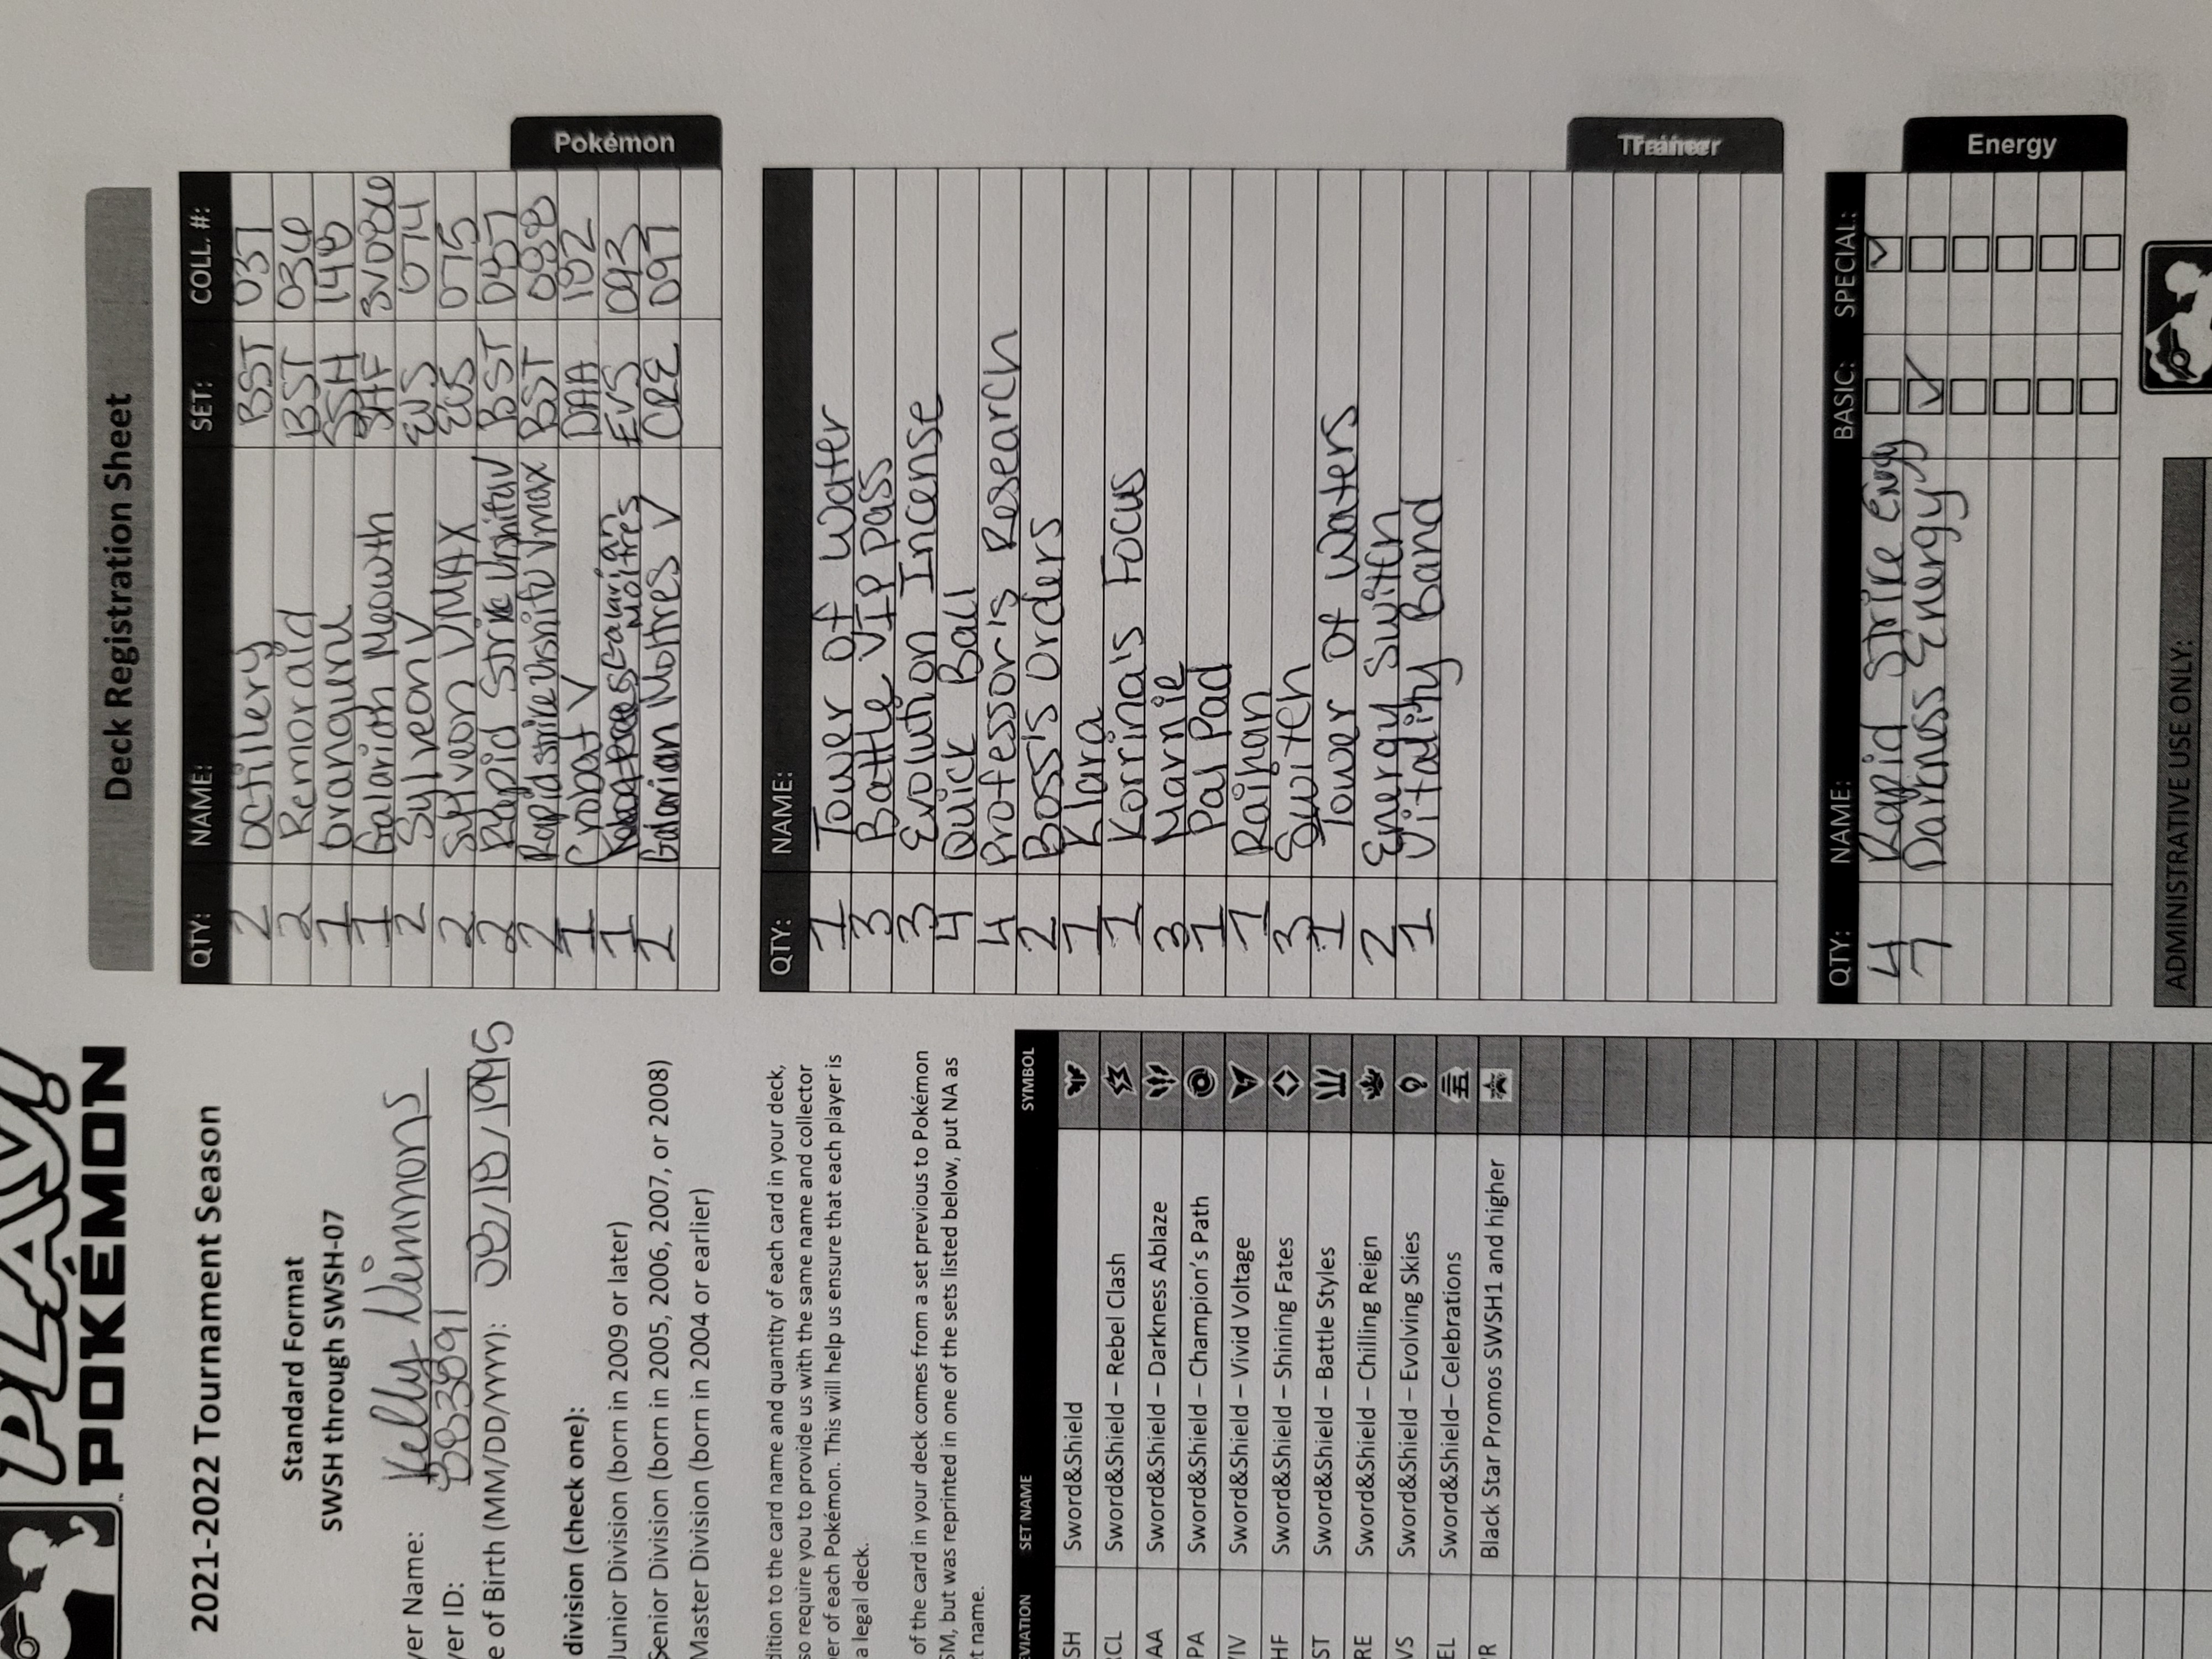 PLAY!
POKÉMON
2021-2022 Tournament Season
Standard Format
SWSH through SWSH-07
yer Name: Kelly Nimmons
yer ID: 883891
e of Birth (MM/DD/YYYY): 08/18/1995
division (check one):
Junior Division (born in 2009 or later)
Senior Division (born in 2005, 2006, 2007, or 2008)
Master Division (born in 2004 or earlier)
dition to the card name and quantity of each card in your deck,
so require you to provide us with the same name and collector
er of each Pokémon. This will help us ensure that each player is
a legal deck.
of the card in your deck comes from a set previous to Pokémon
SM, but was reprinted in one of the sets listed below, put NA as
t name.
EVIATION SET NAME SYMBOL
SH Sword&Shield
CL Sword&Shield – Rebel Clash
AA Sword&Shield – Darkness Ablaze
PA Sword&Shield – Champion's Path
IV Sword&Shield – Vivid Voltage
HF Sword&Shield – Shining Fates
ST Sword&Shield – Battle Styles
RE Sword&Shield – Chilling Reign
VS Sword&Shield – Evolving Skies
EL Sword&Shield– Celebrations
R Black Star Promos SWSH1 and higher
Deck Registration Sheet
QTY: NAME: SET: COLL. #:
2 Octillery BST 037
2 Remoraid BST 036
1 Oranguru SSH 148
1 Galarian Meowth SHF SV086
2 Sylveon V EVS 074
2 Sylveon VMAX EVS 075
2 Rapid Strike Urshifu V BST 087
2 Rapid strike Urshifu Vmax BST 088
1 Crobat V DAA 182
1 Galarian Moltres EVS 093
1 Galarian Moltres V CRE 097
Pokémon
QTY: NAME:
1 Tower of Water
3 Battle VIP pass
3 Evolution Incense
4 Quick Ball
4 Professor's Research
2 Boss's Orders
1 Klara
1 Korrina's Focus
3 Marnie
1 Pal Pad
1 Raihan
3 Switch
1 Tower of Waters
2 Energy Switch
1 Vitality Band
Trainer
QTY: NAME: BASIC: SPECIAL:
4 Rapid Strike Energy
7 Darkness Energy
Energy
ADMINISTRATIVE USE ONLY: